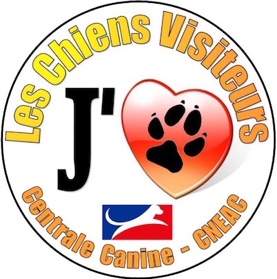 Les Chiens Visiteurs
J'
Centrale Canine - CNEAC